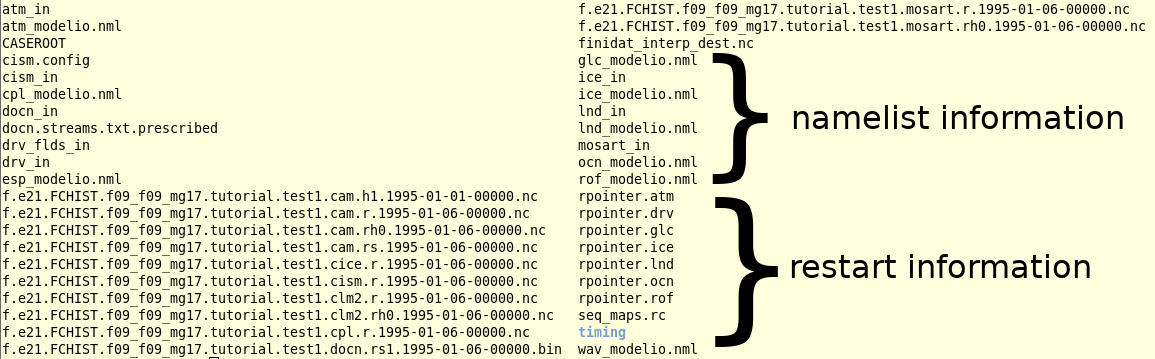 atm_in
atm_modelio.nml
CASEROOT
cism.config
cism_in
cpl_modelio.nml
docn_in
docn.streams.txt.prescribed
drv_flds_in
drv_in
esp_modelio.nml
f.e21.FCHIST.f09_f09_mg17.tutorial.test1.cam.h1.1995-01-01-00000.nc
f.e21.FCHIST.f09_f09_mg17.tutorial.test1.cam.r.1995-01-06-00000.nc
f.e21.FCHIST.f09_f09_mg17.tutorial.test1.cam.rh0.1995-01-06-00000.nc
f.e21.FCHIST.f09_f09_mg17.tutorial.test1.cam.rs.1995-01-06-00000.nc
f.e21.FCHIST.f09_f09_mg17.tutorial.test1.cice.r.1995-01-06-00000.nc
f.e21.FCHIST.f09_f09_mg17.tutorial.test1.cism.r.1995-01-06-00000.nc
f.e21.FCHIST.f09_f09_mg17.tutorial.test1.clm2.r.1995-01-06-00000.nc
f.e21.FCHIST.f09_f09_mg17.tutorial.test1.clm2.rh0.1995-01-06-00000.nc
f.e21.FCHIST.f09_f09_mg17.tutorial.test1.cpl.r.1995-01-06-00000.nc
f.e21.FCHIST.f09_f09_mg17.tutorial.test1.docn.rs1.1995-01-06-00000.bin
f.e21.FCHIST.f09_f09_mg17.tutorial.test1.mosart.r.1995-01-06-00000.nc
f.e21.FCHIST.f09_f09_mg17.tutorial.test1.mosart.rh0.1995-01-06-00000.nc
finidat_interp_dest.nc
glc_modelio.nml
ice_in
ice_modelio.nml
lnd_in
lnd_modelio.nml
mosart_in
ocn_modelio.nml
rof_modelio.nml
rpointer.atm
rpointer.drv
rpointer.glc
rpointer.ice
rpointer.lnd
rpointer.ocn
rpointer.rof
seq_maps.rc
timing
wav_modelio.nml
} namelist information
} restart information